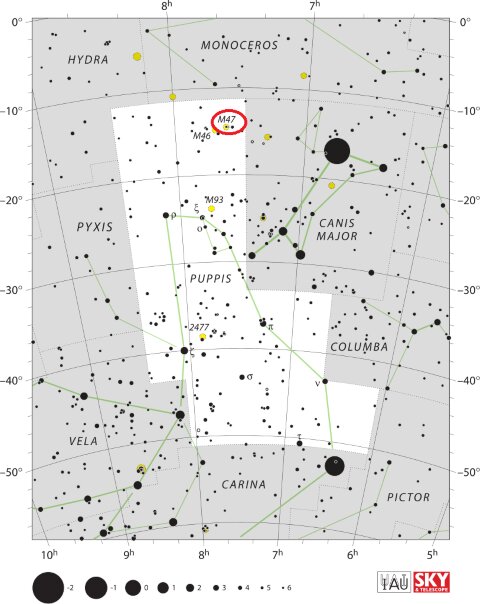 8h
7h
0°
0°
MONOCEROS
HYDRA
-10°
-10°
M47
M46
-20°
-20°
M93
ξ
ρ
ο
CANIS
MAJOR
PYXIS
PUPPIS
-30°
-30°
2477
π
COLUMBA
ζ
-40°
-40°
σ
ν
VELA
τ
-50°
-50°
CARINA
PICTOR
10h
9h
8h
7h
6h
5h
-2
-1
0
1
2
3
4
5
6
IAU
SKY
& TELESCOPE